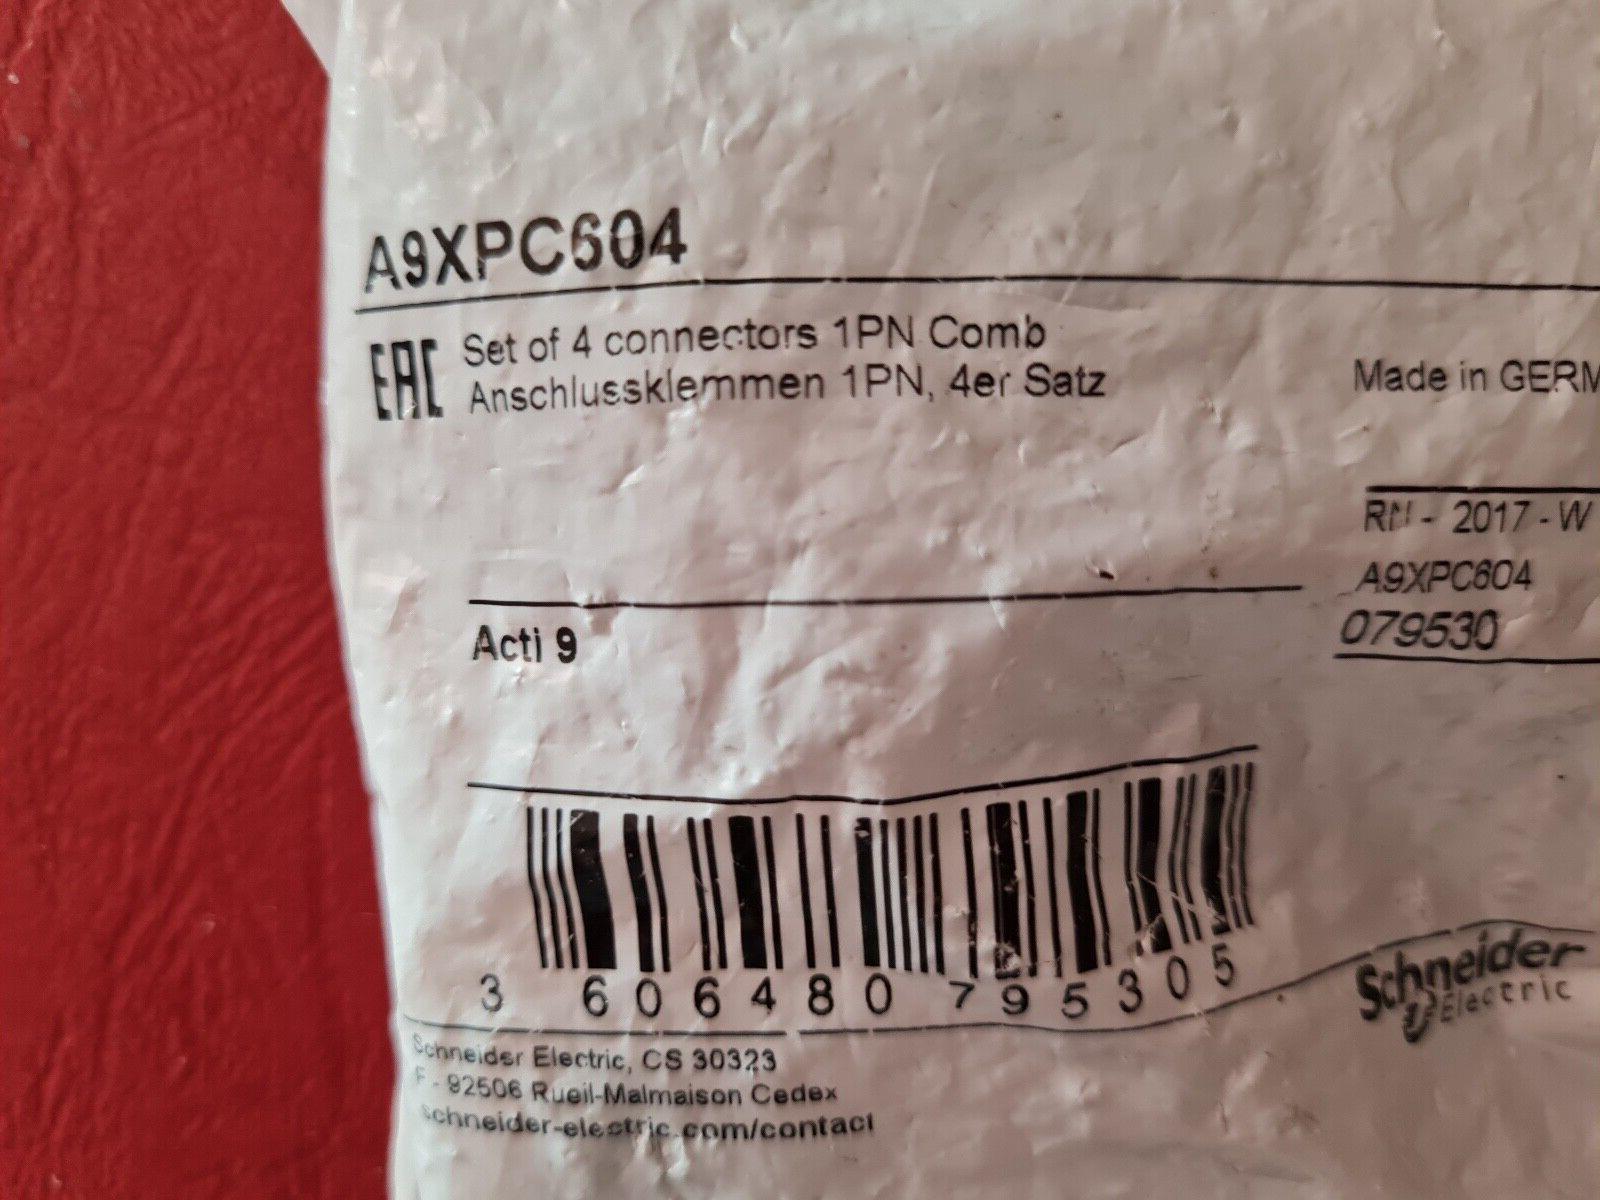 A9XPC604
EAC
Set of 4 connectors 1PN Comb
Anschlussklemmen 1PN, 4er Satz
Made in GERM
RN - 2017 - W
A9XPC604
079530
Acti 9
3 606480 795305
Schneider
Electric
Schneider Electric, CS 30323
F - 92506 Rueil-Malmaison Cedex
schneider-electric.com/contact